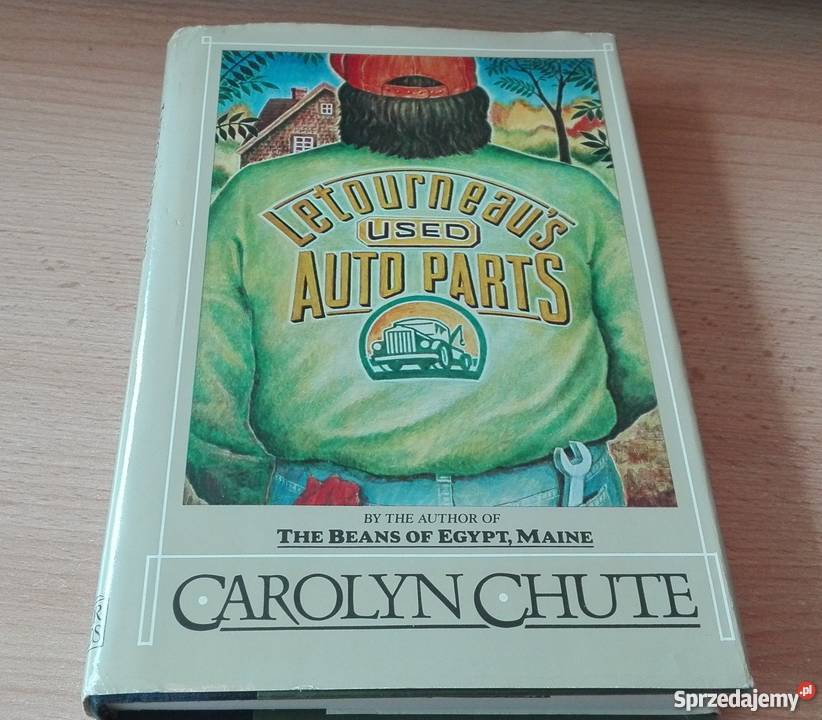 Letourneau's
USED
AUTO PARTS
BY THE AUTHOR OF
THE BEANS OF EGYPT, MAINE
CAROLYN CHUTE
Sprzedajemy.pl